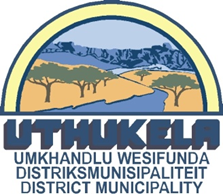 UTHUKELA
UMKHANDLU WESIFUNDA
DISTRIKSMUNISIPALITEIT
DISTRICT MUNICIPALITY